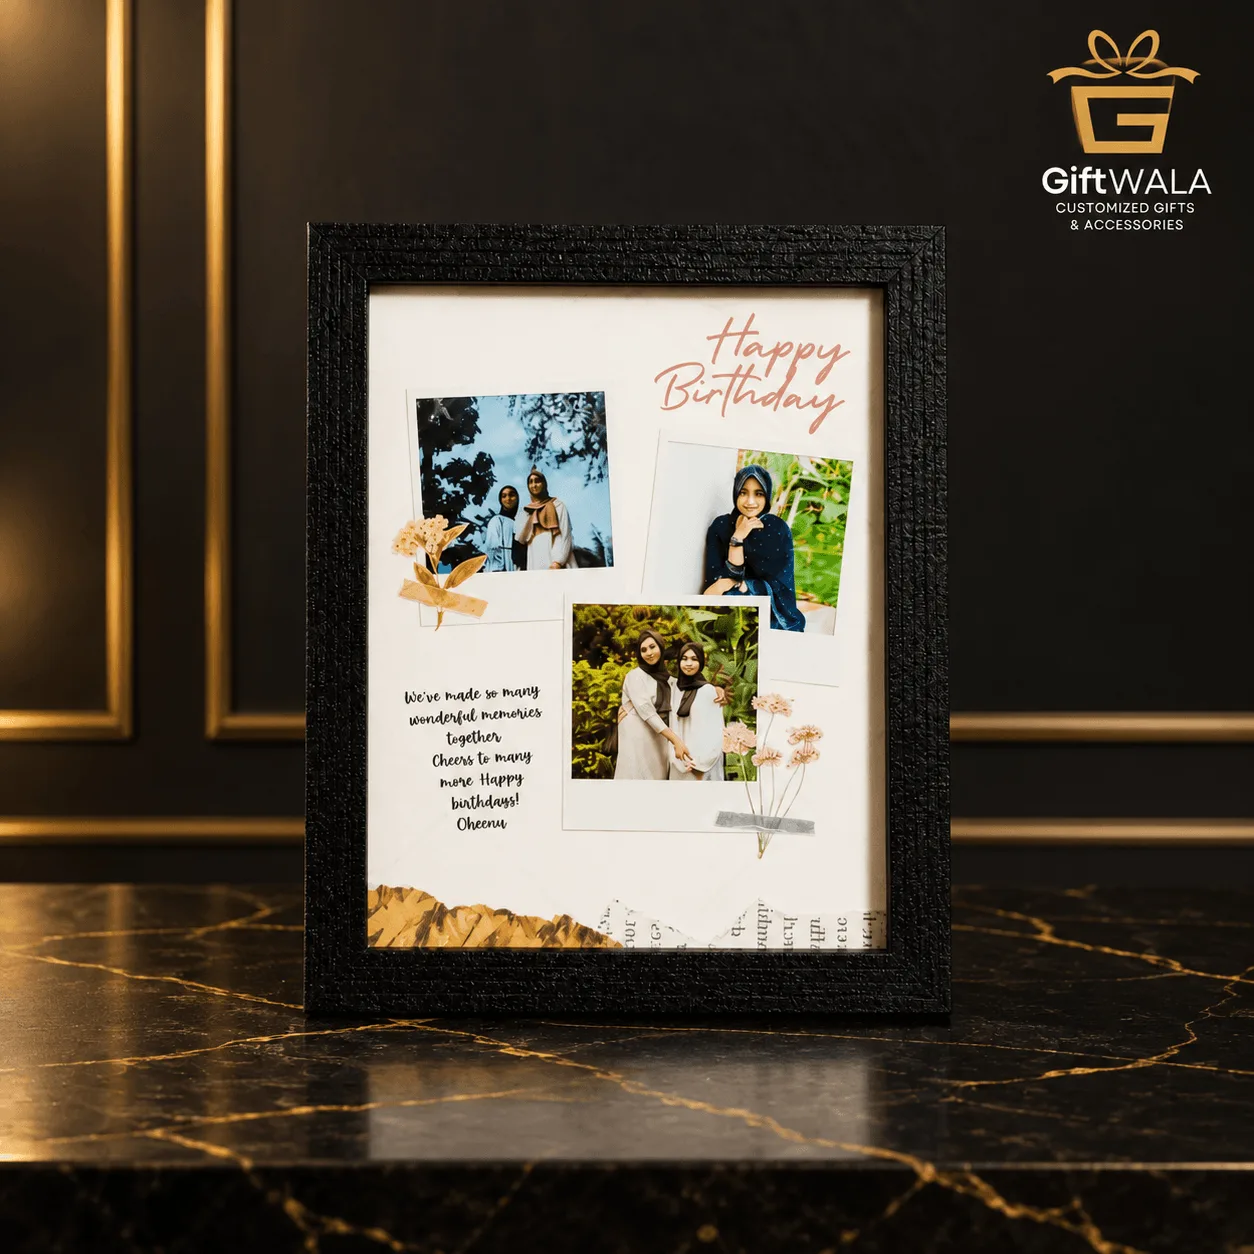 GiftWALA
CUSTOMIZED GIFTS
& ACCESSORIES
Happy
Birthday
We've made so many
wonderful memories
together
Cheers to many
more Happy
birthdays!
Oheenu